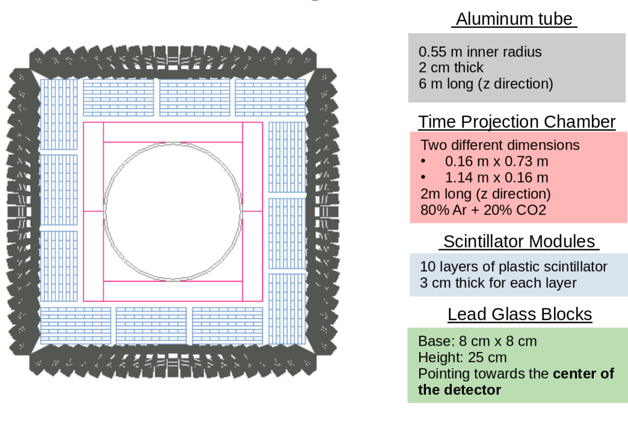 Aluminum tube
0.55 m inner radius
2 cm thick
6 m long (z direction)
Time Projection Chamber
Two different dimensions
• 0.16 m x 0.73 m
• 1.14 m x 0.16 m
2m long (z direction)
80% Ar + 20% CO2
Scintillator Modules
10 layers of plastic scintillator
3 cm thick for each layer
Lead Glass Blocks
Base: 8 cm x 8 cm
Height: 25 cm
Pointing towards the center of
the detector